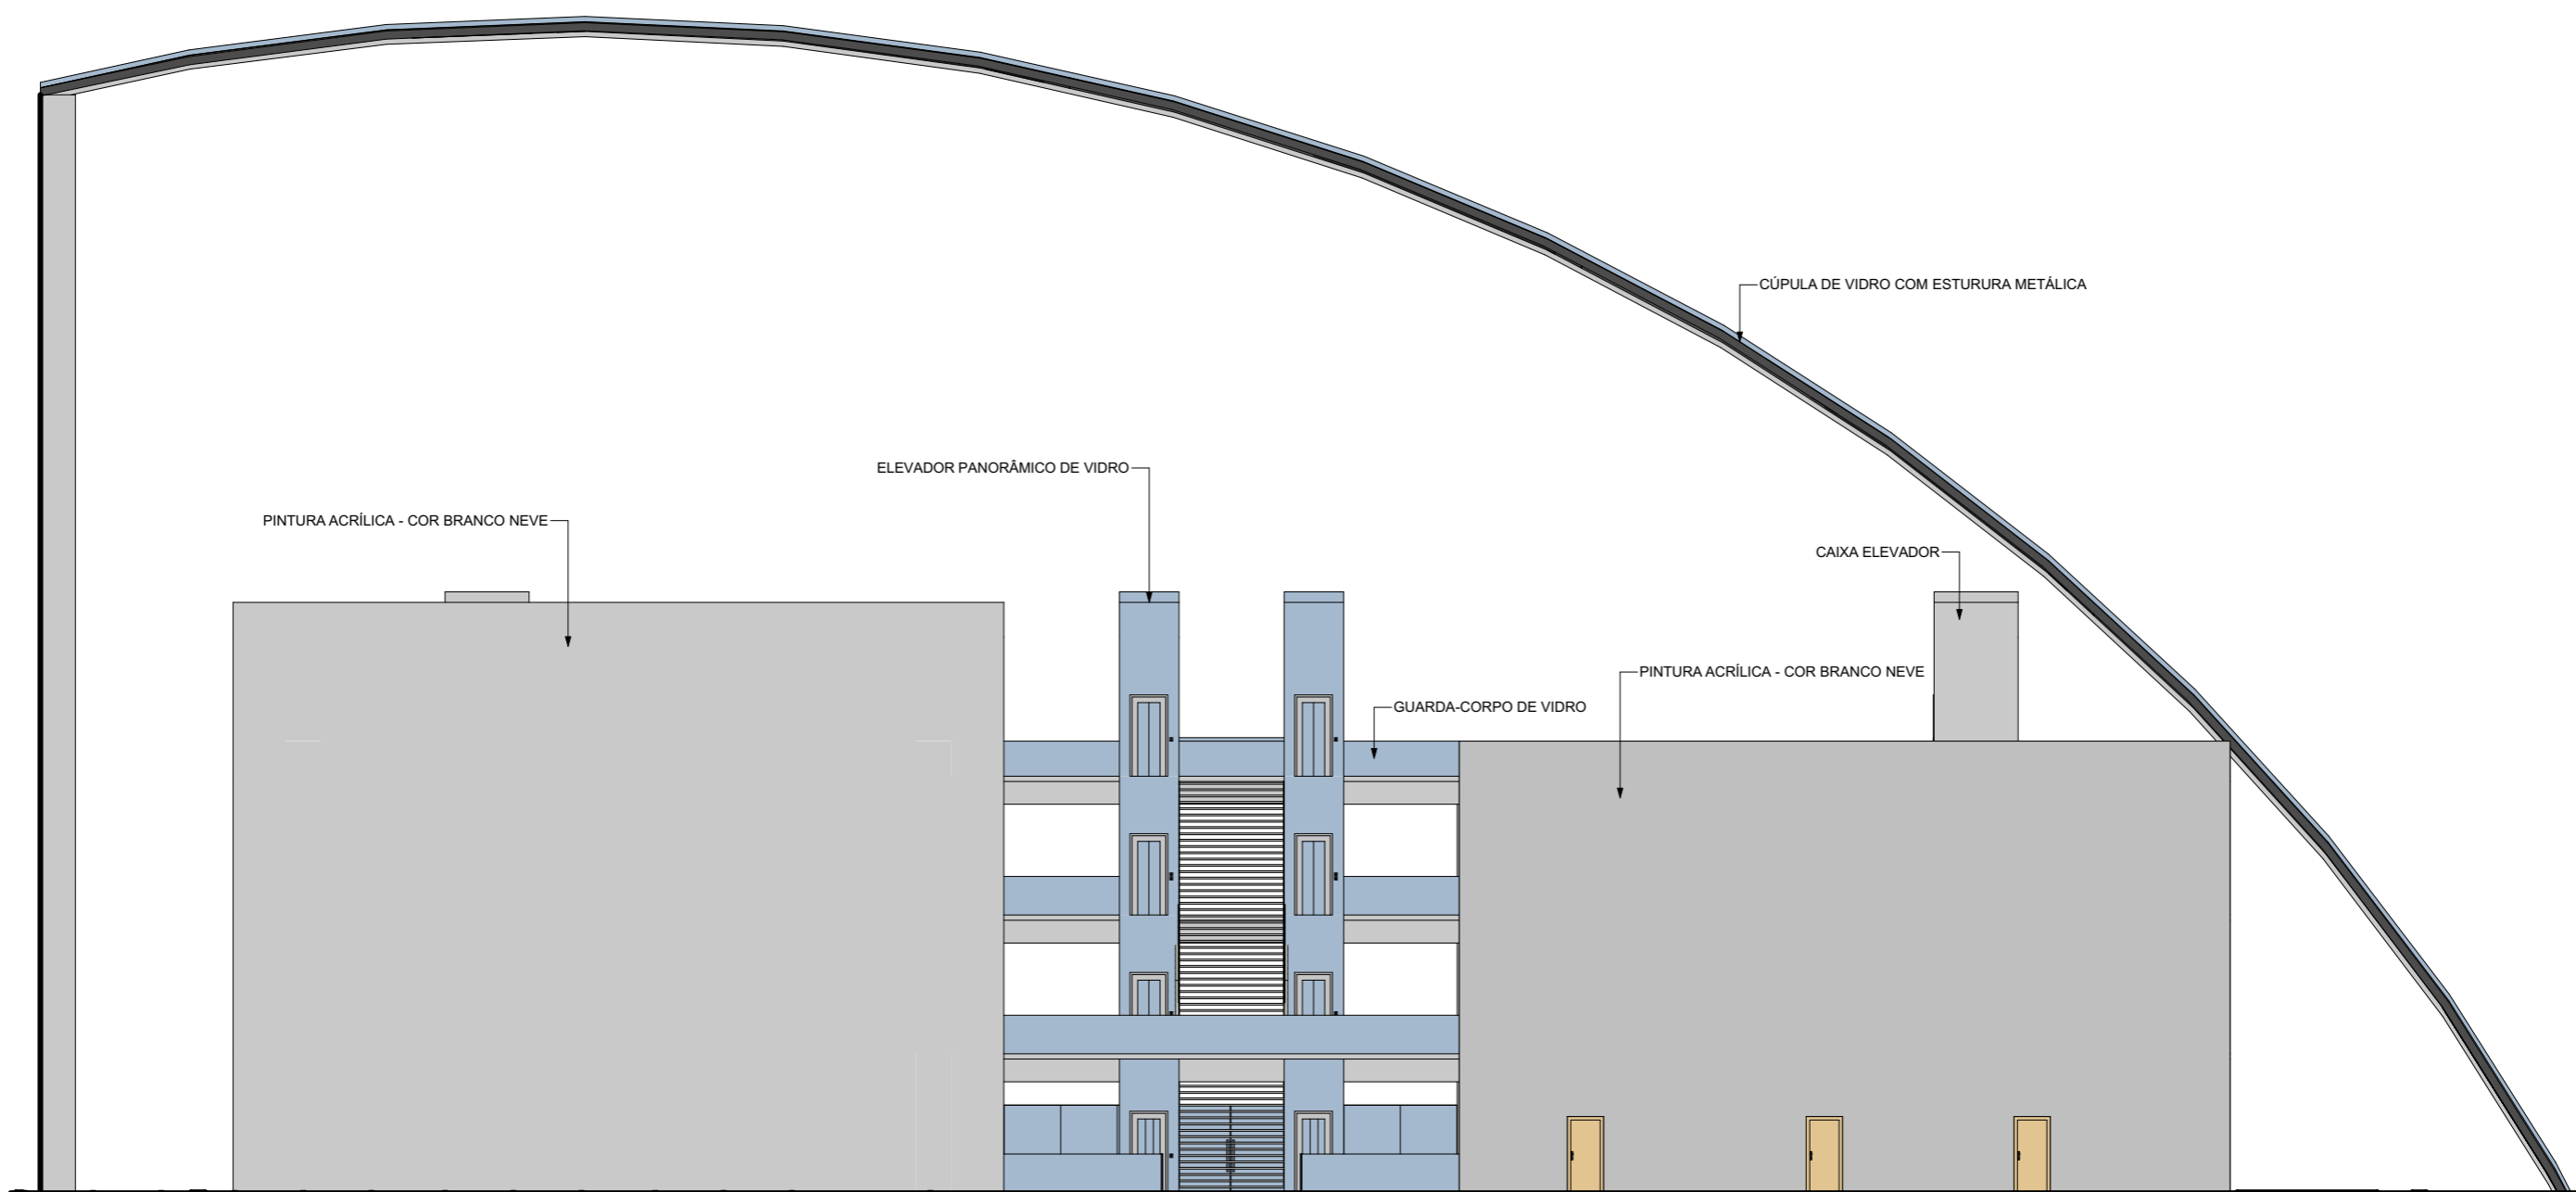 CÚPULA DE VIDRO COM ESTURURA METÁLICA
ELEVADOR PANORÂMICO DE VIDRO
PINTURA ACRÍLICA - COR BRANCO NEVE
CAIXA ELEVADOR
PINTURA ACRÍLICA - COR BRANCO NEVE
GUARDA-CORPO DE VIDRO